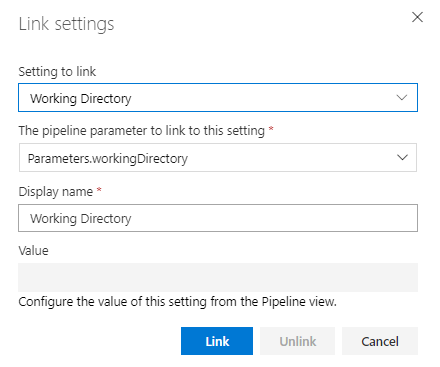 Link settings
Setting to link
Working Directory
The pipeline parameter to link to this setting *
Parameters.workingDirectory
Display name *
Working Directory
Value
Configure the value of this setting from the Pipeline view.
Link Unlink Cancel